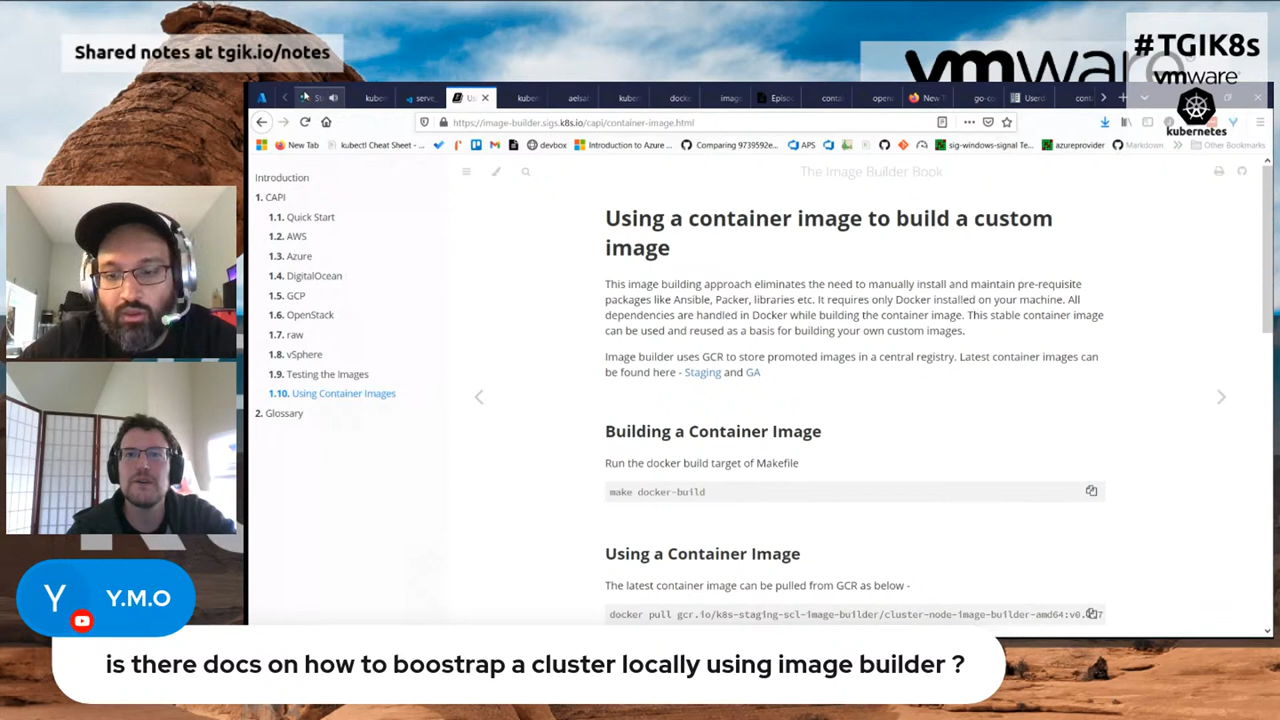 Shared notes at tgik.io/notes
vmware
#TGIK8s
vmware
kubernetes
https://image-builder.sigs.k8s.io/capi/container-image.html
New Tab
kubectl Cheat Sheet -...
devbox
Introduction to Azure ...
Comparing 9739592e...
APS
sig-windows-signal Te...
azureprovider
Markdown
Other Bookmarks
The Image Builder Book
Introduction
1. CAPI
1.1. Quick Start
1.2. AWS
1.3. Azure
1.4. DigitalOcean
1.5. GCP
1.6. OpenStack
1.7. raw
1.8. vSphere
1.9. Testing the Images
1.10. Using Container Images
2. Glossary
Using a container image to build a custom
image
This image building approach eliminates the need to manually install and maintain pre-requisite
packages like Ansible, Packer, libraries etc. It requires only Docker installed on your machine. All
dependencies are handled in Docker while building the container image. This stable container image
can be used and reused as a basis for building your own custom images.
Image builder uses GCR to store promoted images in a central registry. Latest container images can
be found here - Staging and GA
Building a Container Image
Run the docker build target of Makefile
make docker-build
Using a Container Image
The latest container image can be pulled from GCR as below -
docker pull gcr.io/k8s-staging-scl-image-builder/cluster-node-image-builder-amd64:v0.
Y
Y.M.O
is there docs on how to boostrap a cluster locally using image builder ?